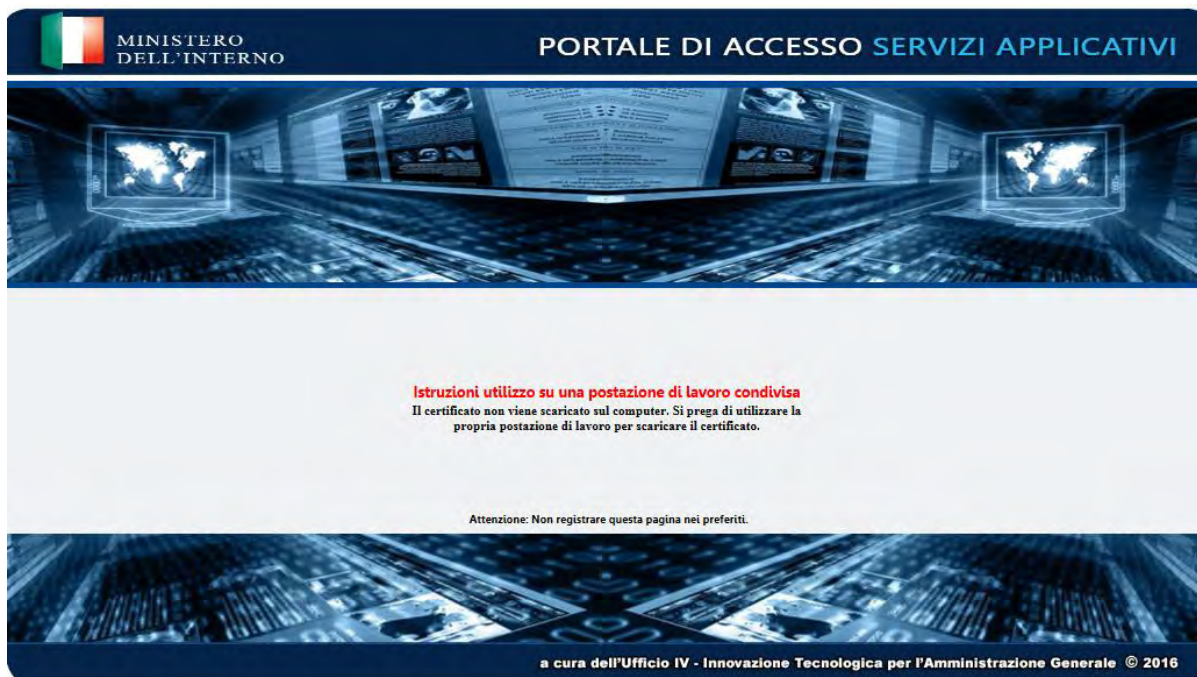 MINISTERO
DELL'INTERNO
PORTALE DI ACCESSO SERVIZI APPLICATIVI
Istruzioni utilizzo su una postazione di lavoro condivisa
Il certificato non viene scaricato sul computer. Si prega di utilizzare la
propria postazione di lavoro per scaricare il certificato.
Attenzione: Non registrare questa pagina nei preferiti.
a cura dell'Ufficio IV - Innovazione Tecnologica per l'Amministrazione Generale © 2016